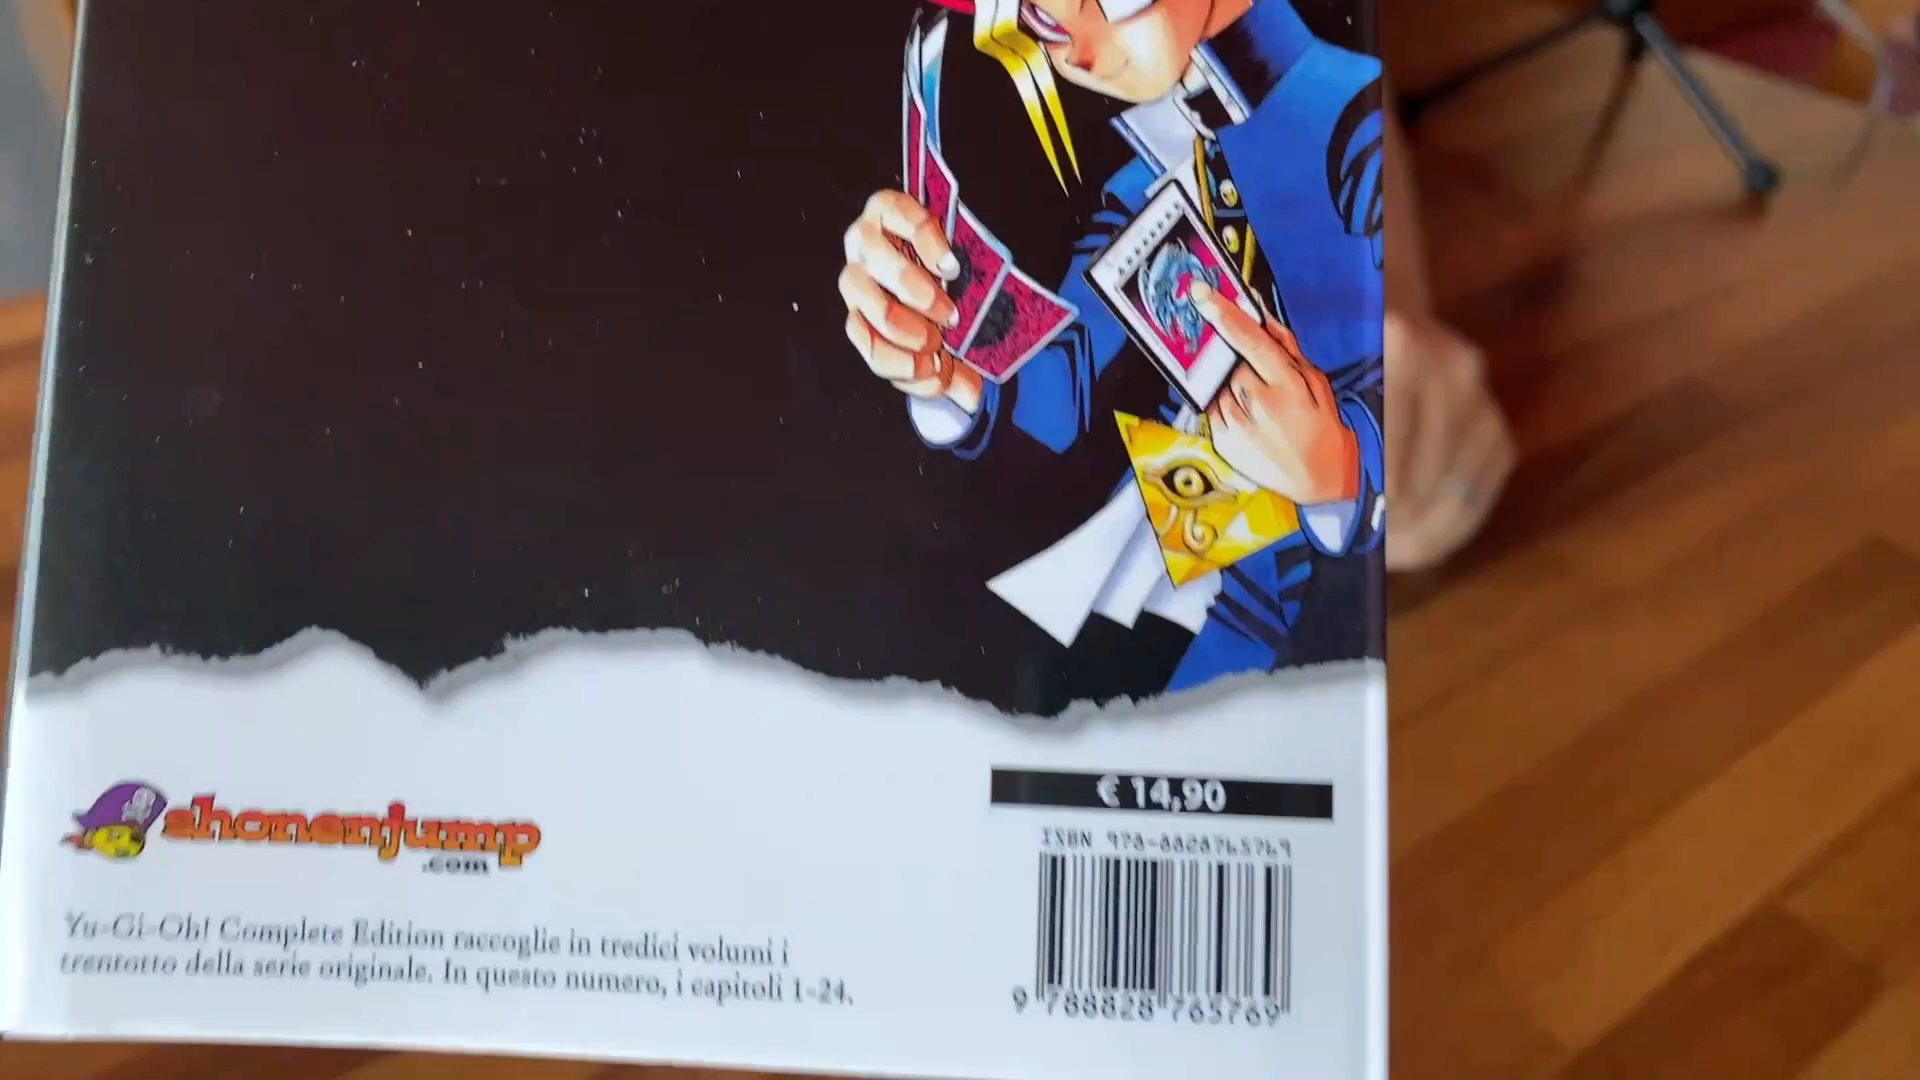 € 14,90
shonenjump
.com
ISBN 978-8828765769
9 788828 765769
Yu-Gi-Oh! Complete Edition raccoglie in tredici volumi i
trentotto della serie originale. In questo numero, i capitoli 1-24.